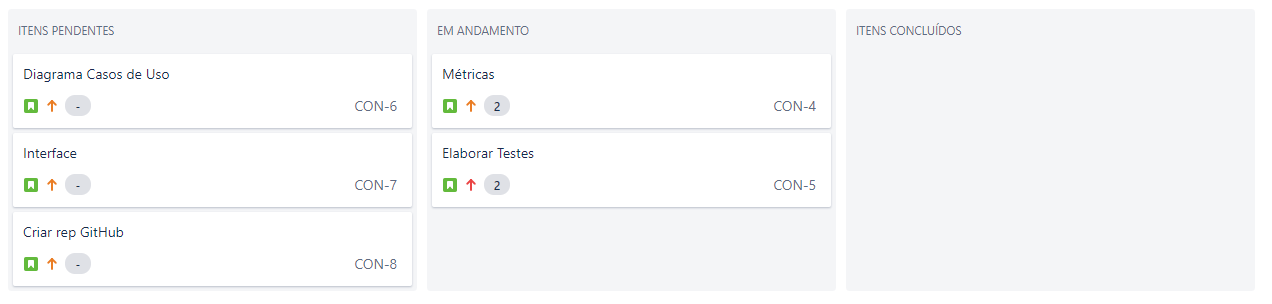 ITENS PENDENTES
Diagrama Casos de Uso
- CON-6
Interface
- CON-7
Criar rep GitHub
- CON-8
EM ANDAMENTO
Métricas
2 CON-4
Elaborar Testes
2 CON-5
ITENS CONCLUÍDOS